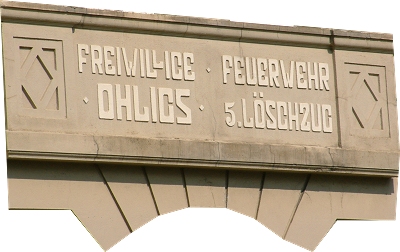 FREIWILLIGE · FEUERWEHR
· OHLIGS · 5. LÖSCHZUG